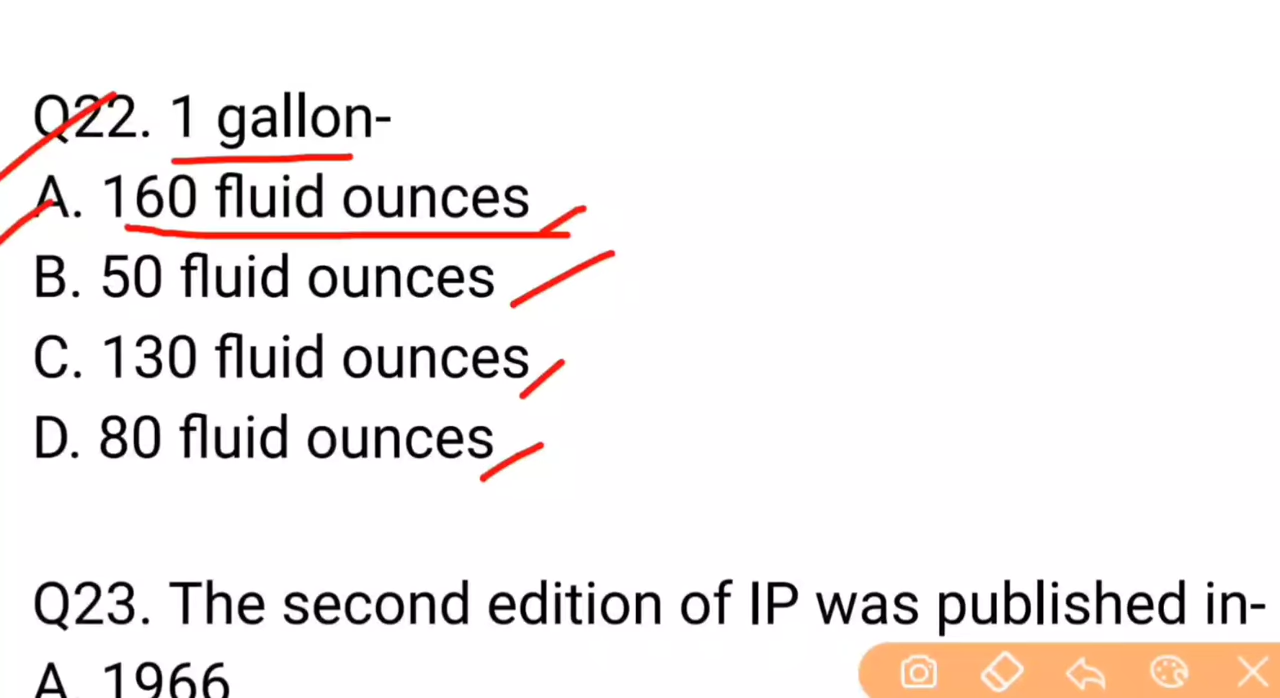 Q22. 1 gallon-
A. 160 fluid ounces
B. 50 fluid ounces
C. 130 fluid ounces
D. 80 fluid ounces
Q23. The second edition of IP was published in-
A. 1966